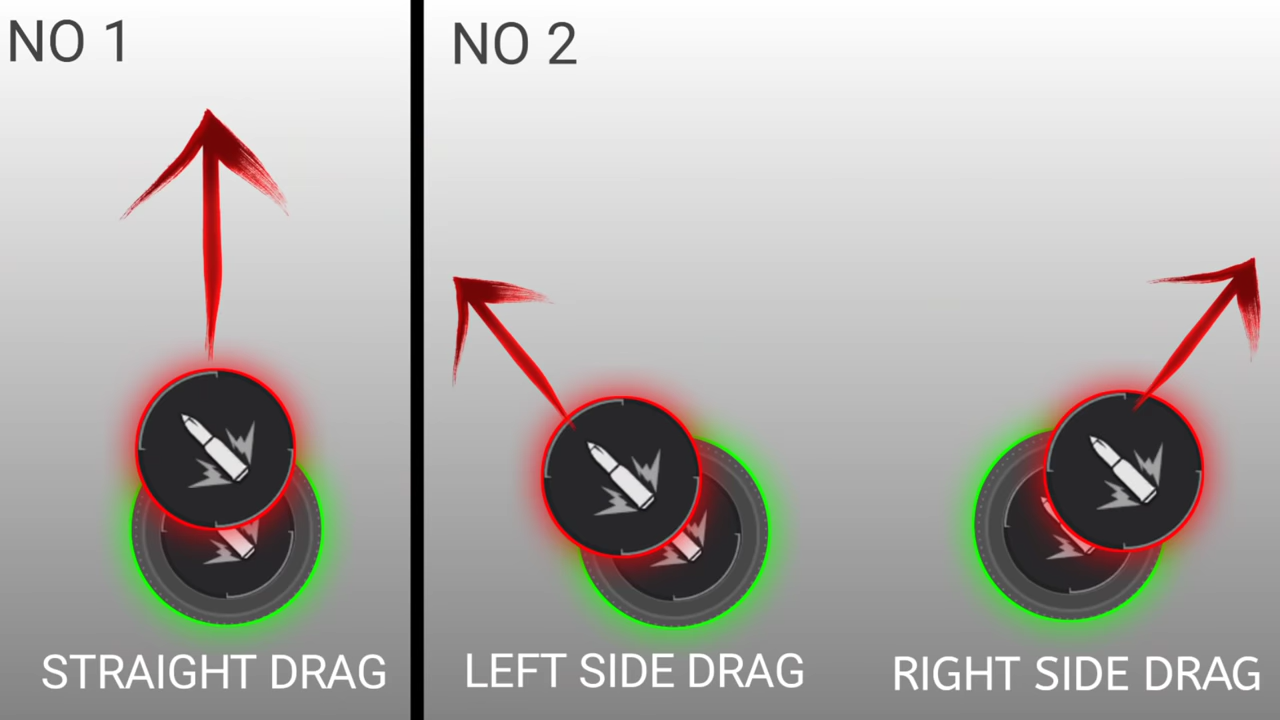 NO 1
STRAIGHT DRAG
NO 2
LEFT SIDE DRAG
RIGHT SIDE DRAG